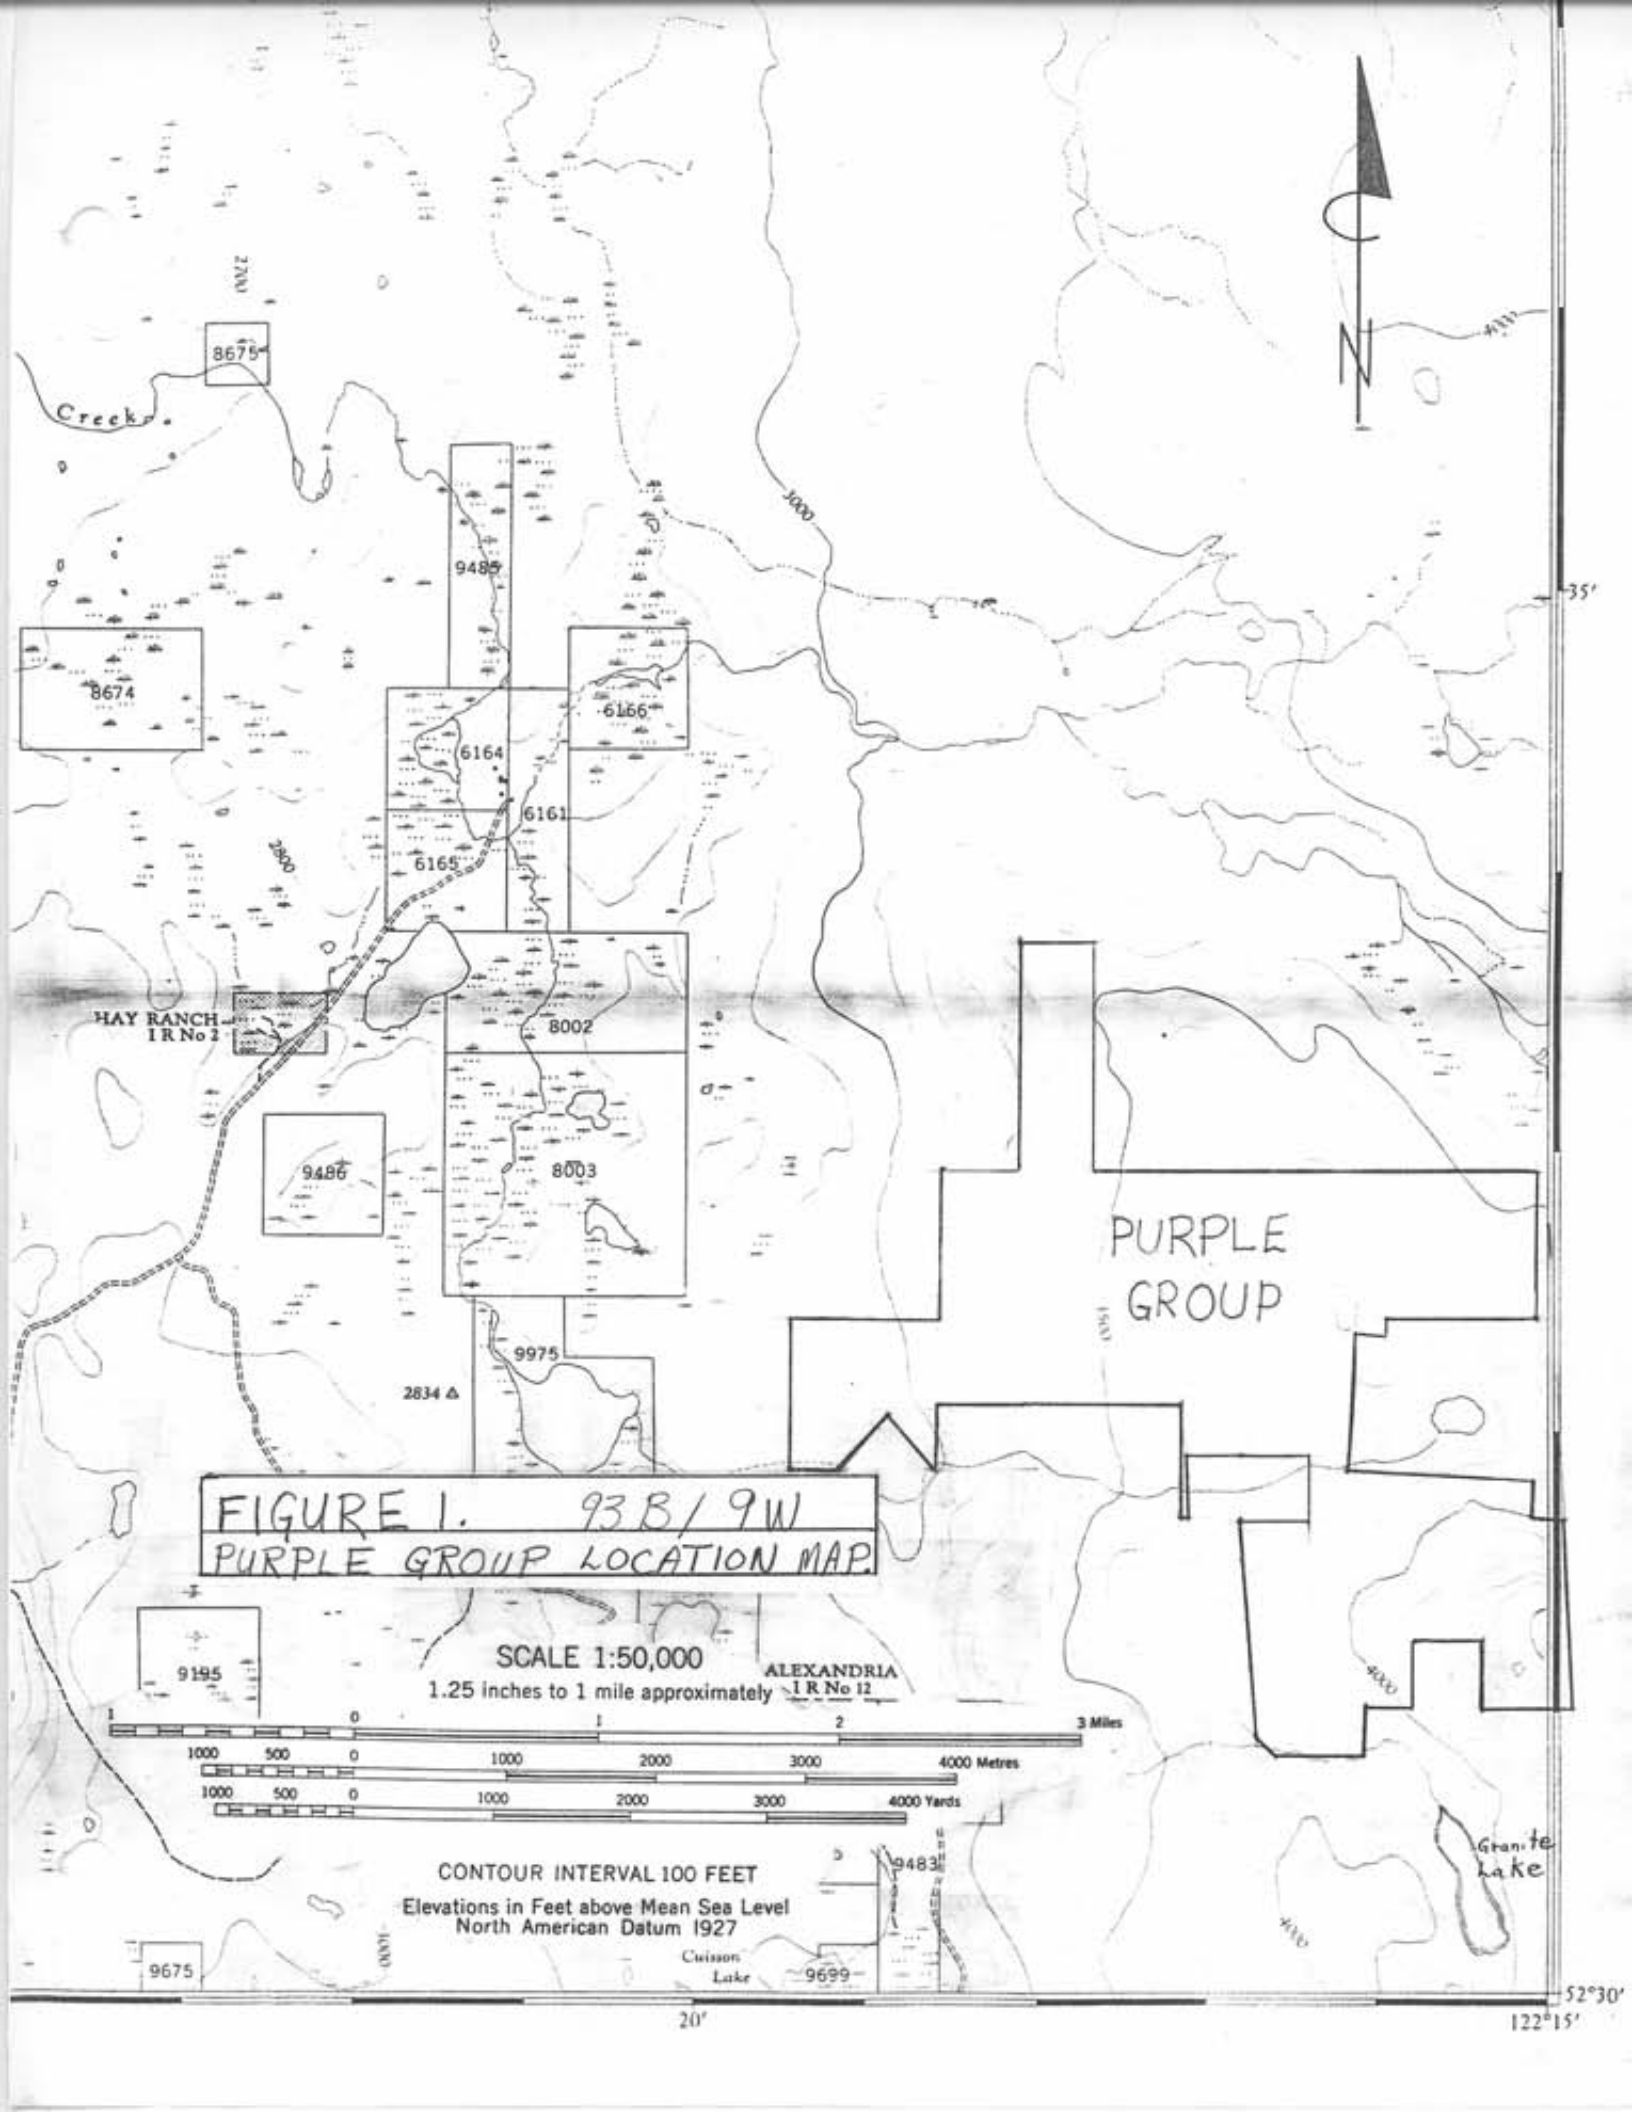 N
2700
4000
8675
Creek
3000
9485
35'
8674
6166
6164
6161
2800
6165
HAY RANCH
I R No 2
8002
9486
8003
PURPLE
GROUP
3500
9975
2834
FIGURE 1. 93B/9W
PURPLE GROUP LOCATION MAP.
9195
SCALE 1:50,000
1.25 inches to 1 mile approximately
ALEXANDRIA
I R No 12
4000
1 0 1 2 3 Miles
1000 500 0 1000 2000 3000 4000 Metres
1000 500 0 1000 2000 3000 4000 Yards
Granite
Lake
CONTOUR INTERVAL 100 FEET
9483
Elevations in Feet above Mean Sea Level
North American Datum 1927
4000
3000
Cuisson
Lake
9675
9699
52°30'
20'
122°15'